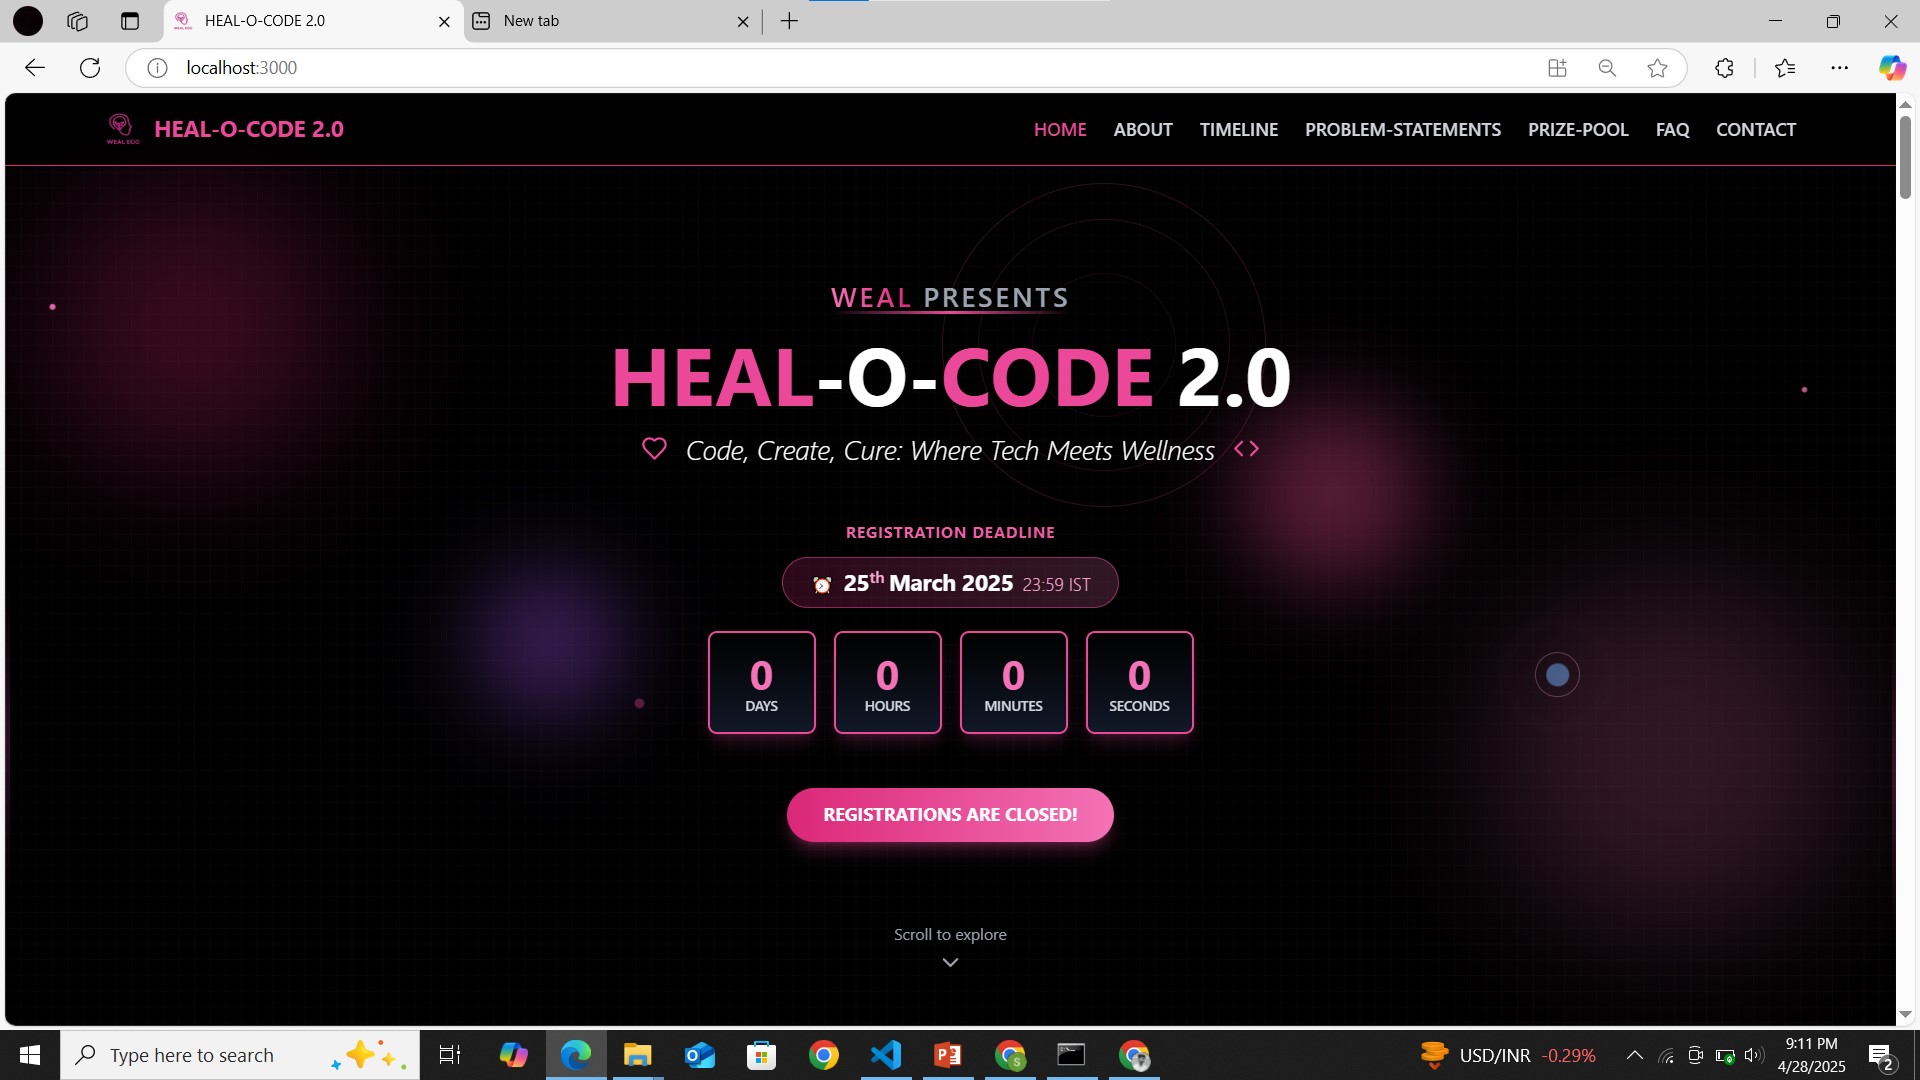 HEAL-O-CODE 2.0
New tab
localhost:3000
WEAL EDC
HEAL-O-CODE 2.0
HOME ABOUT TIMELINE PROBLEM-STATEMENTS PRIZE-POOL FAQ CONTACT
WEAL PRESENTS
HEAL-O-CODE 2.0
Code, Create, Cure: Where Tech Meets Wellness
REGISTRATION DEADLINE
25th March 2025 23:59 IST
0 0 0 0
DAYS HOURS MINUTES SECONDS
REGISTRATIONS ARE CLOSED!
Scroll to explore
Type here to search
USD/INR -0.29%
9:11 PM
4/28/2025
2